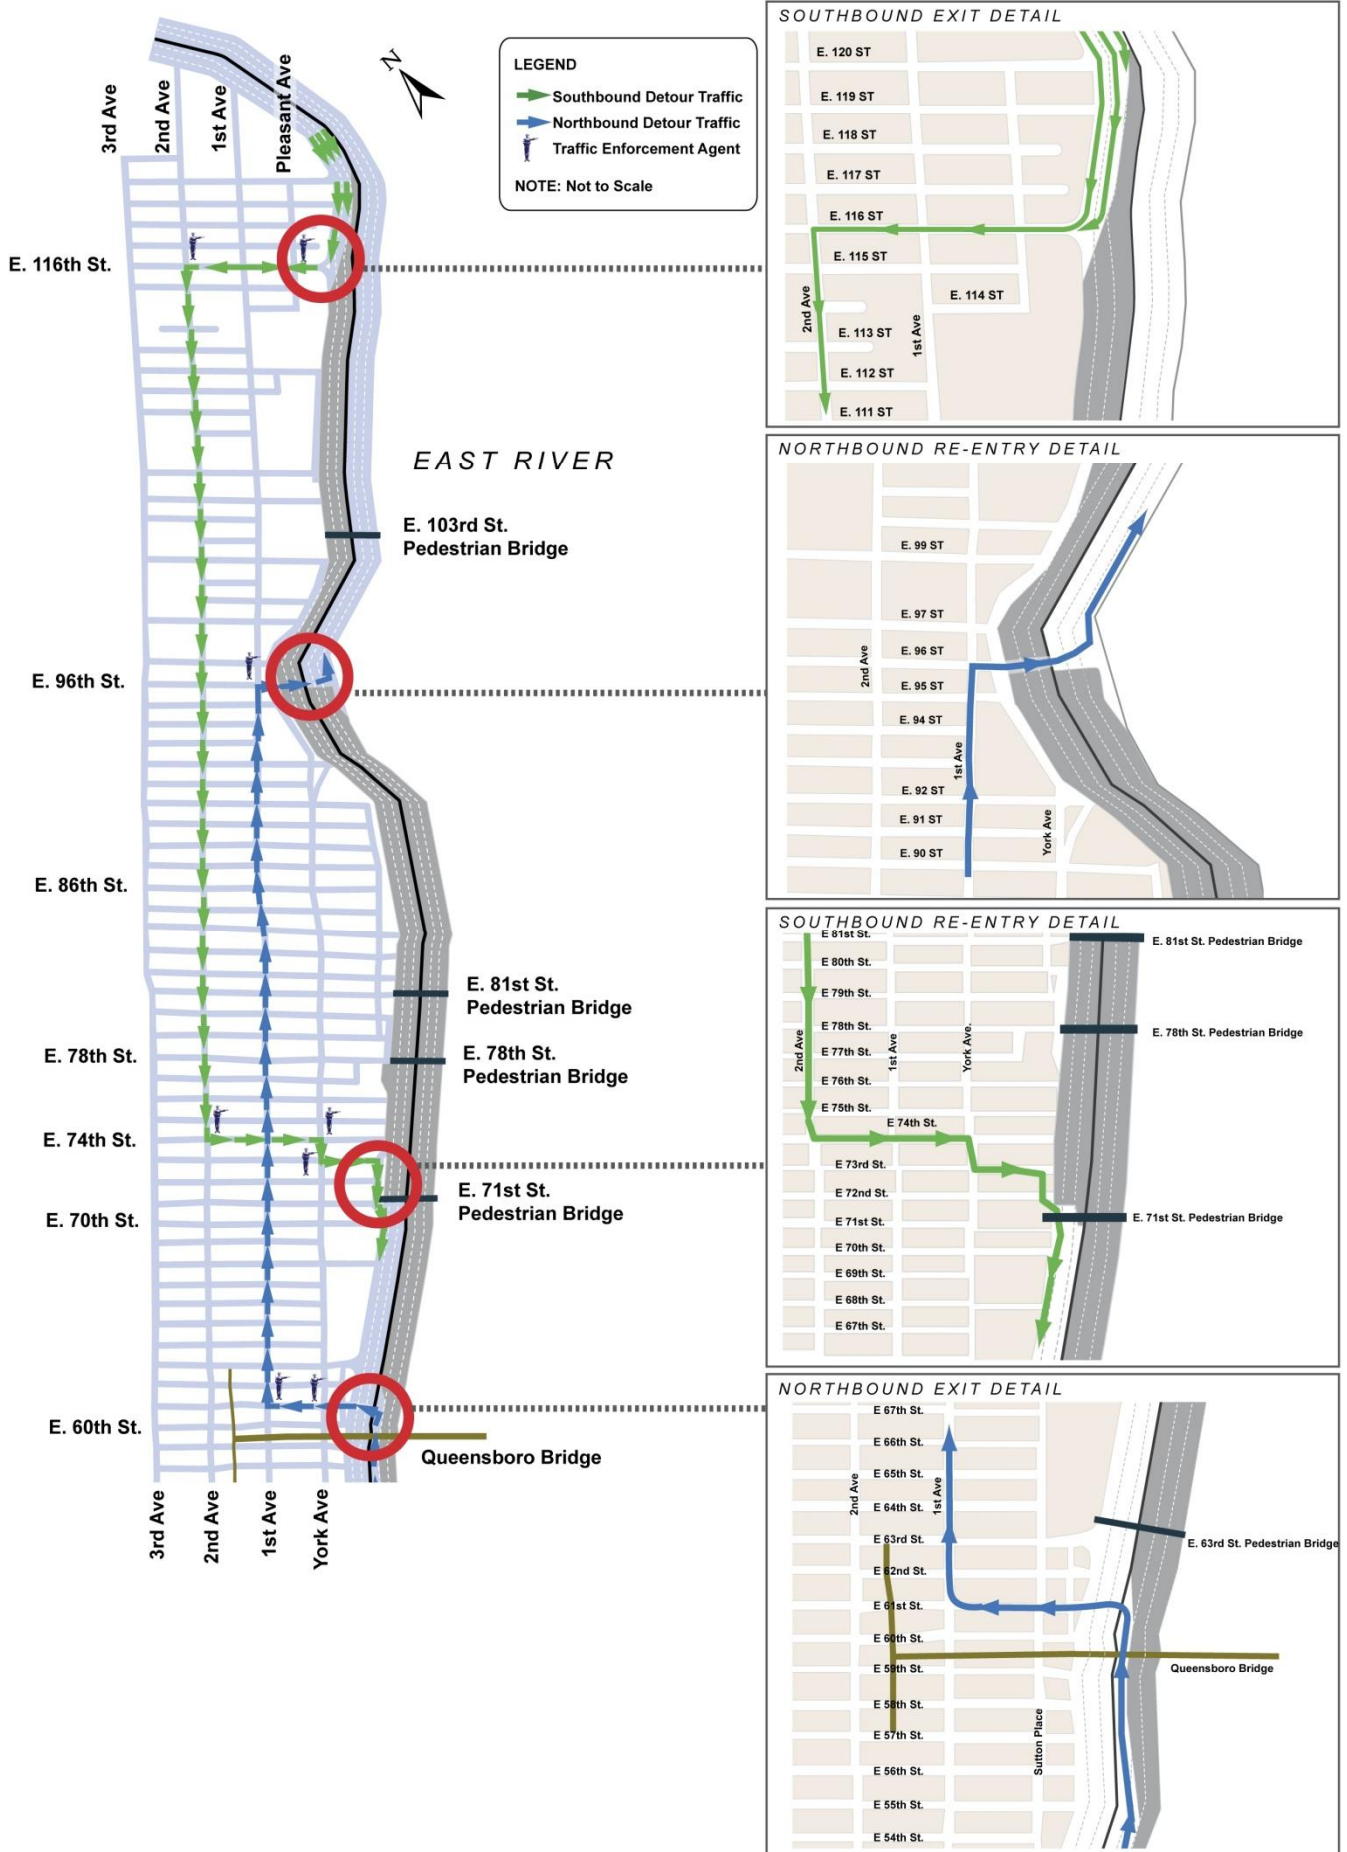 3rd Ave
2nd Ave
1st Ave
Pleasant Ave
N
LEGEND
Southbound Detour Traffic
Northbound Detour Traffic
Traffic Enforcement Agent
NOTE: Not to Scale
E. 116th St.
EAST RIVER
E. 103rd St.
Pedestrian Bridge
E. 96th St.
E. 86th St.
E. 81st St.
Pedestrian Bridge
E. 78th St.
E. 78th St.
Pedestrian Bridge
E. 74th St.
E. 71st St.
Pedestrian Bridge
E. 70th St.
E. 60th St.
Queensboro Bridge
3rd Ave
2nd Ave
1st Ave
York Ave
SOUTHBOUND EXIT DETAIL
E. 120 ST
E. 119 ST
E. 118 ST
E. 117 ST
E. 116 ST
E. 115 ST
E. 114 ST
2nd Ave
1st Ave
E. 113 ST
E. 112 ST
E. 111 ST
NORTHBOUND RE-ENTRY DETAIL
E. 99 ST
E. 97 ST
E. 96 ST
2nd Ave
E. 95 ST
E. 94 ST
1st Ave
E. 92 ST
E. 91 ST
York Ave
E. 90 ST
SOUTHBOUND RE-ENTRY DETAIL
E 81st St.
E. 81st St. Pedestrian Bridge
E 80th St.
E 79th St.
E 78th St.
E. 78th St. Pedestrian Bridge
2nd Ave
1st Ave
York Ave.
E 77th St.
E 76th St.
E 75th St.
E 74th St.
E 73rd St.
E 72nd St.
E 71st St.
E. 71st St. Pedestrian Bridge
E 70th St.
E 69th St.
E 68th St.
E 67th St.
NORTHBOUND EXIT DETAIL
E 67th St.
E 66th St.
E 65th St.
2nd Ave
1st Ave
E 64th St.
E 63rd St.
E. 63rd St. Pedestrian Bridge
E 62nd St.
E 61st St.
E 60th St.
E 59th St.
Queensboro Bridge
E 58th St.
E 57th St.
Sutton Place
E 56th St.
E 55th St.
E 54th St.